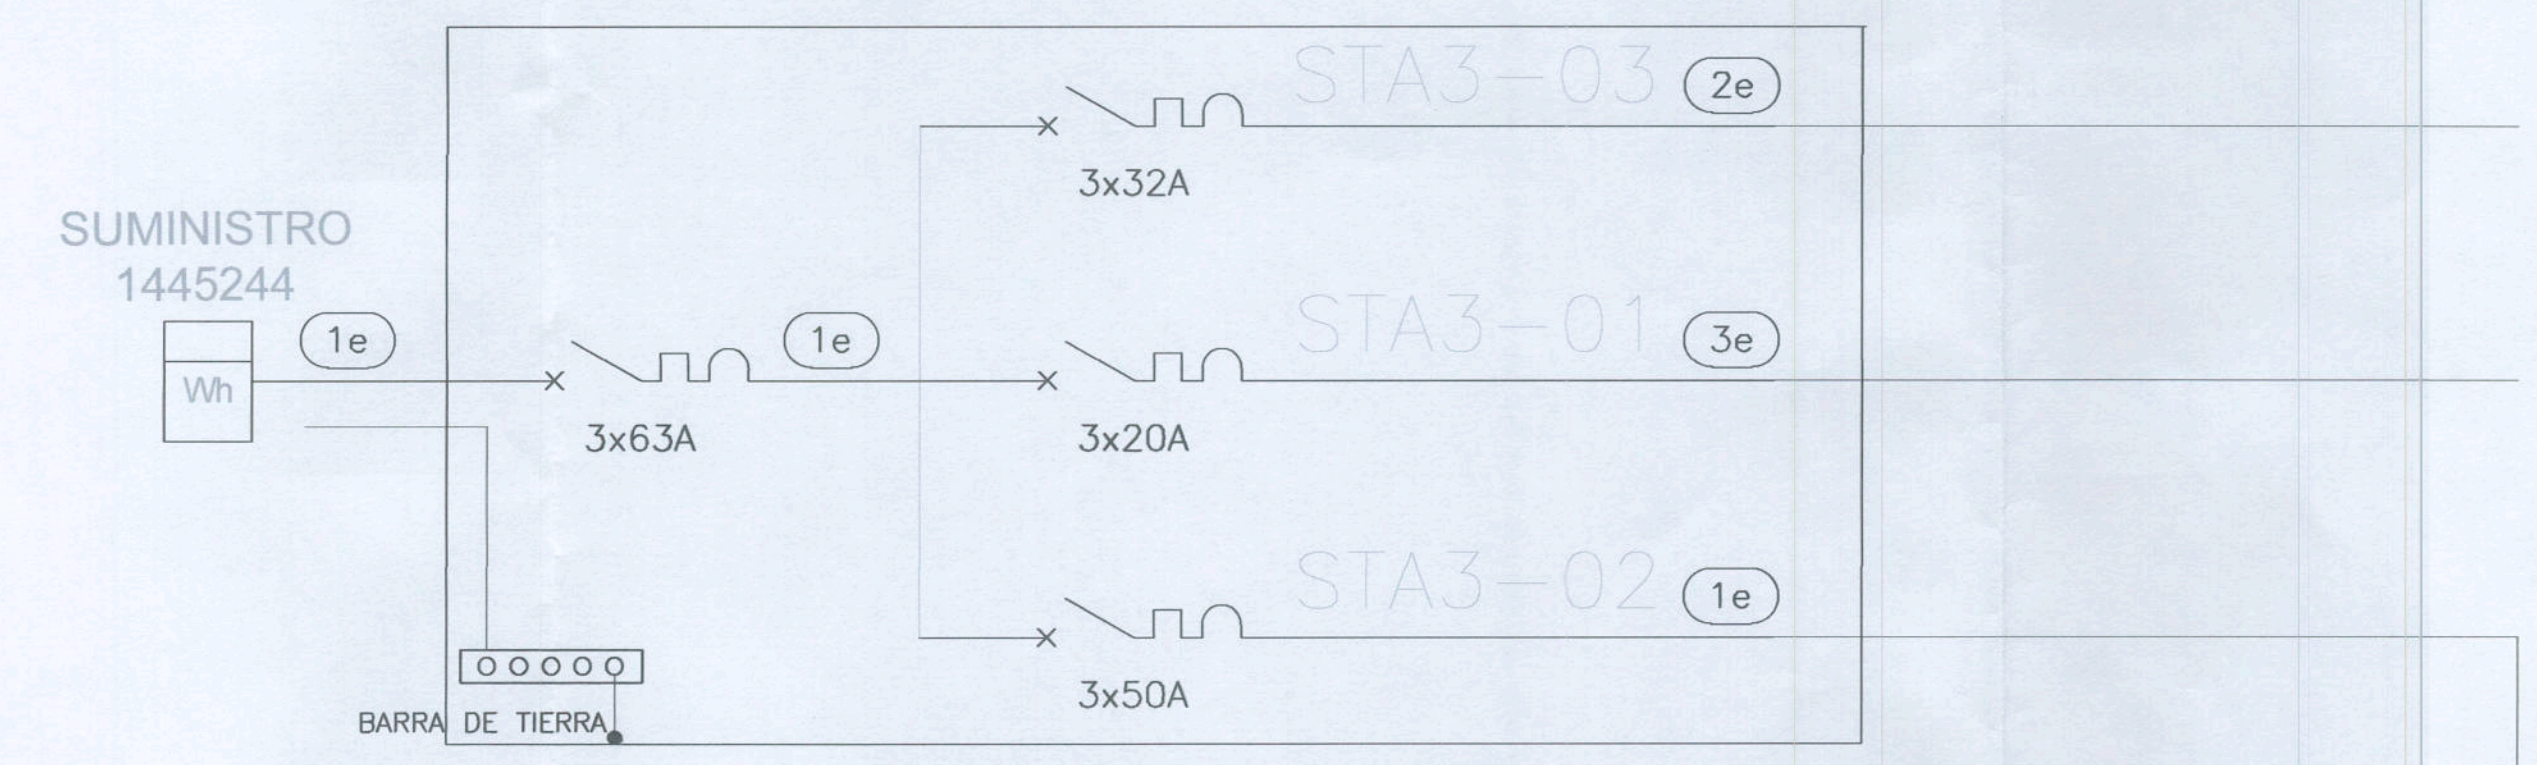 STA3-03
2e
3x32A
SUMINISTRO
1445244
1e
Wh
3x63A
1e
STA3-01
3e
3x20A
STA3-02
1e
3x50A
BARRA DE TIERRA